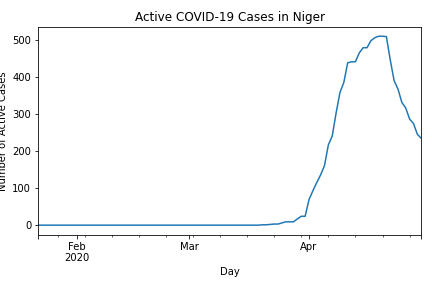 Active COVID-19 Cases in Niger
Number of Active Cases
500
400
300
200
100
0
Feb
2020
Mar
Apr
Day